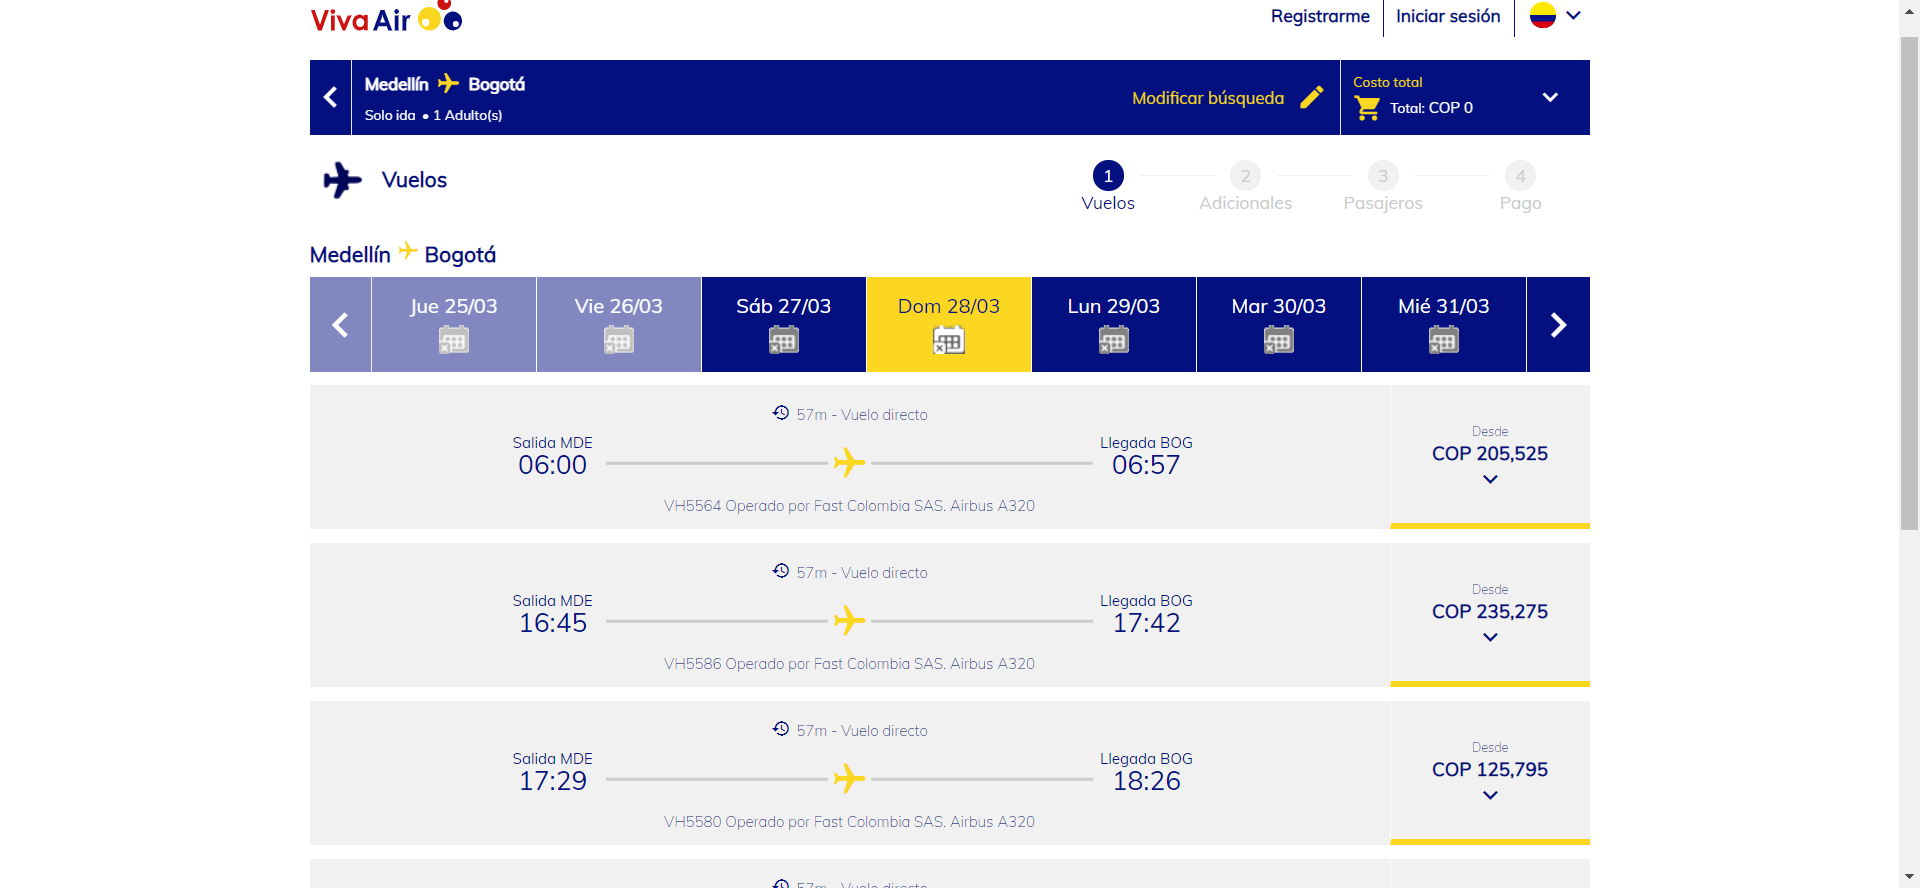 Viva Air
Registrarme
Iniciar sesión
Medellín Bogotá
Solo ida • 1 Adulto(s)
Modificar búsqueda
Costo total
Total: COP 0
Vuelos
1
2
3
4
Vuelos
Adicionales
Pasajeros
Pago
Medellín Bogotá
Jue 25/03
Vie 26/03
Sáb 27/03
Dom 28/03
Lun 29/03
Mar 30/03
Mié 31/03
57m - Vuelo directo
Salida MDE
06:00
Llegada BOG
06:57
VH5564 Operado por Fast Colombia SAS. Airbus A320
Desde
COP 205,525
57m - Vuelo directo
Salida MDE
16:45
Llegada BOG
17:42
VH5586 Operado por Fast Colombia SAS. Airbus A320
Desde
COP 235,275
57m - Vuelo directo
Salida MDE
17:29
Llegada BOG
18:26
VH5580 Operado por Fast Colombia SAS. Airbus A320
Desde
COP 125,795
57m - Vuelo directo